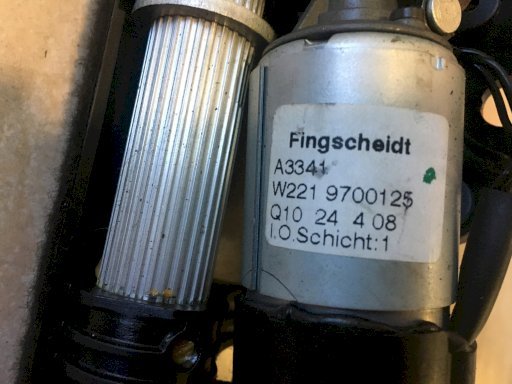 Fingscheidt
A3341
W221 9700125
Q10 24 4 08
I.O.Schicht:1